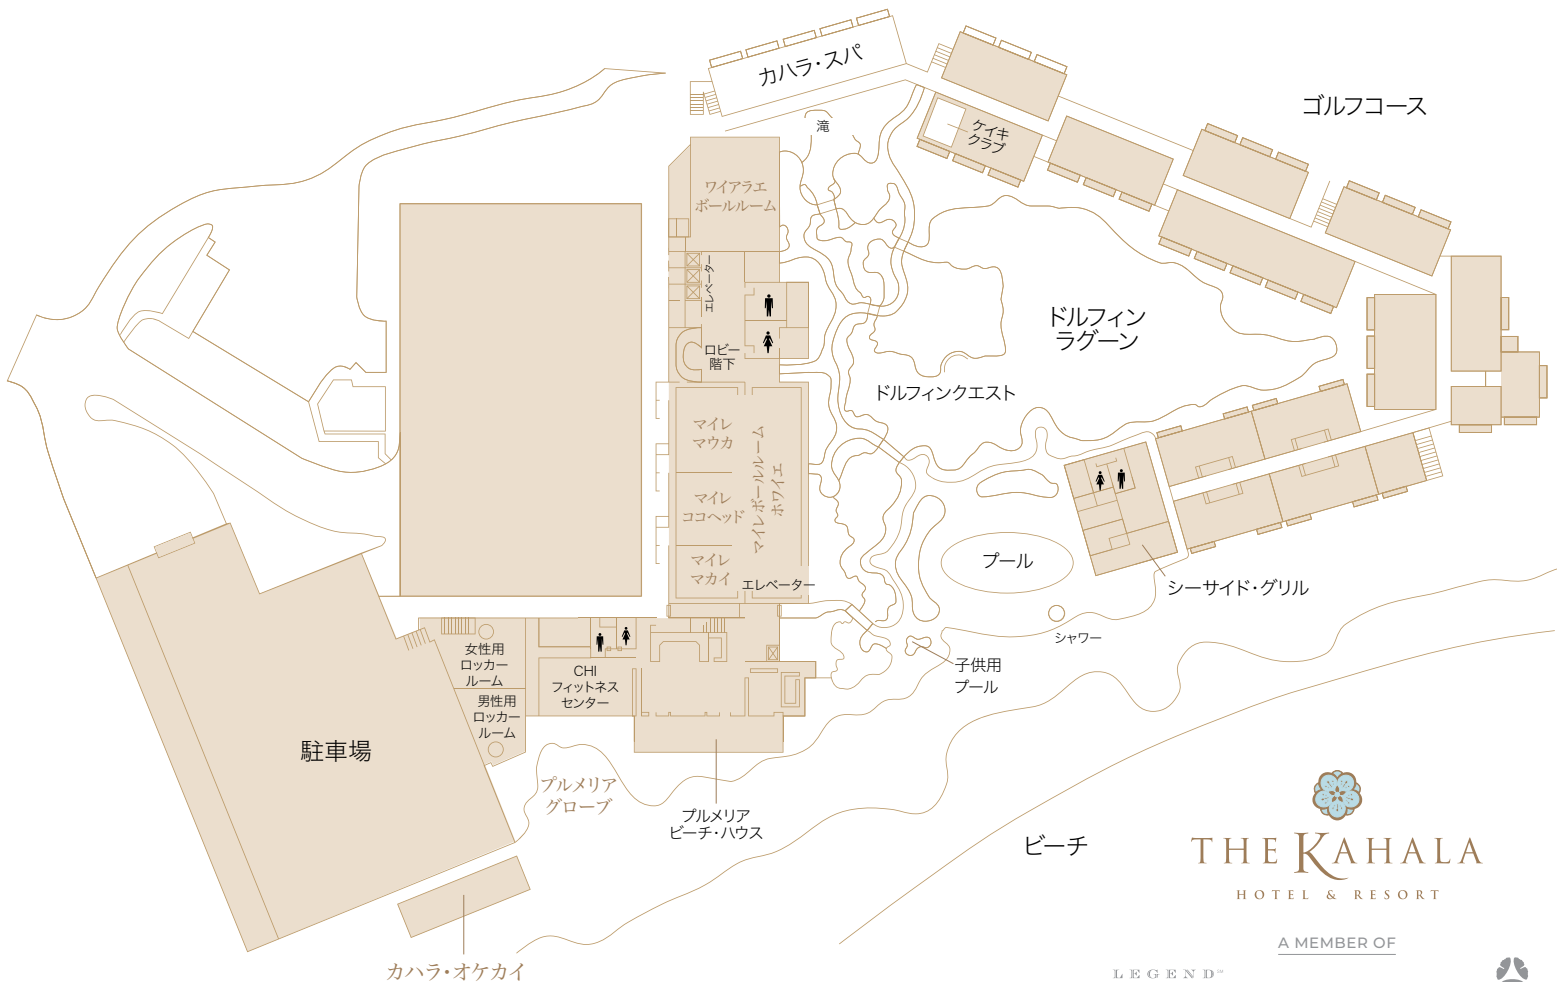 カハラ・スパ
ゴルフコース
滝
ケイキ
クラブ
ワイアラエ
ボールルーム
エレベーター
ロビー
階下
ドルフィン
ラグーン
ドルフィンクエスト
マイレ
マウカ
マイレボールルーム
ホワイエ
マイレ
ココヘッド
マイレ
マカイ
エレベーター
プール
シーサイド・グリル
シャワー
子供用
プール
女性用
ロッカー
ルーム
CHI
フィットネス
センター
男性用
ロッカー
ルーム
駐車場
プルメリア
グローブ
プルメリア
ビーチ・ハウス
ビーチ
カハラ・オケカイ
THE KAHALA
HOTEL & RESORT
A MEMBER OF
LEGEND